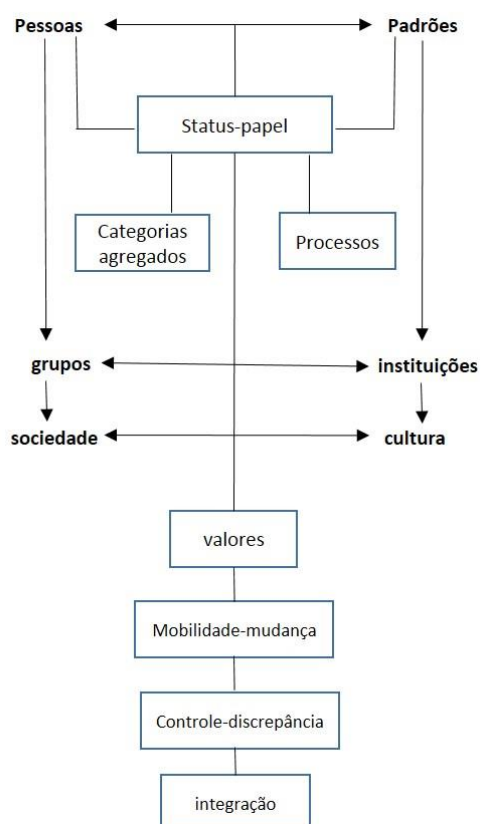 Pessoas
Padrões
Status-papel
Categorias
agregados
Processos
grupos
instituições
sociedade
cultura
valores
Mobilidade-mudança
Controle-discrepância
integração